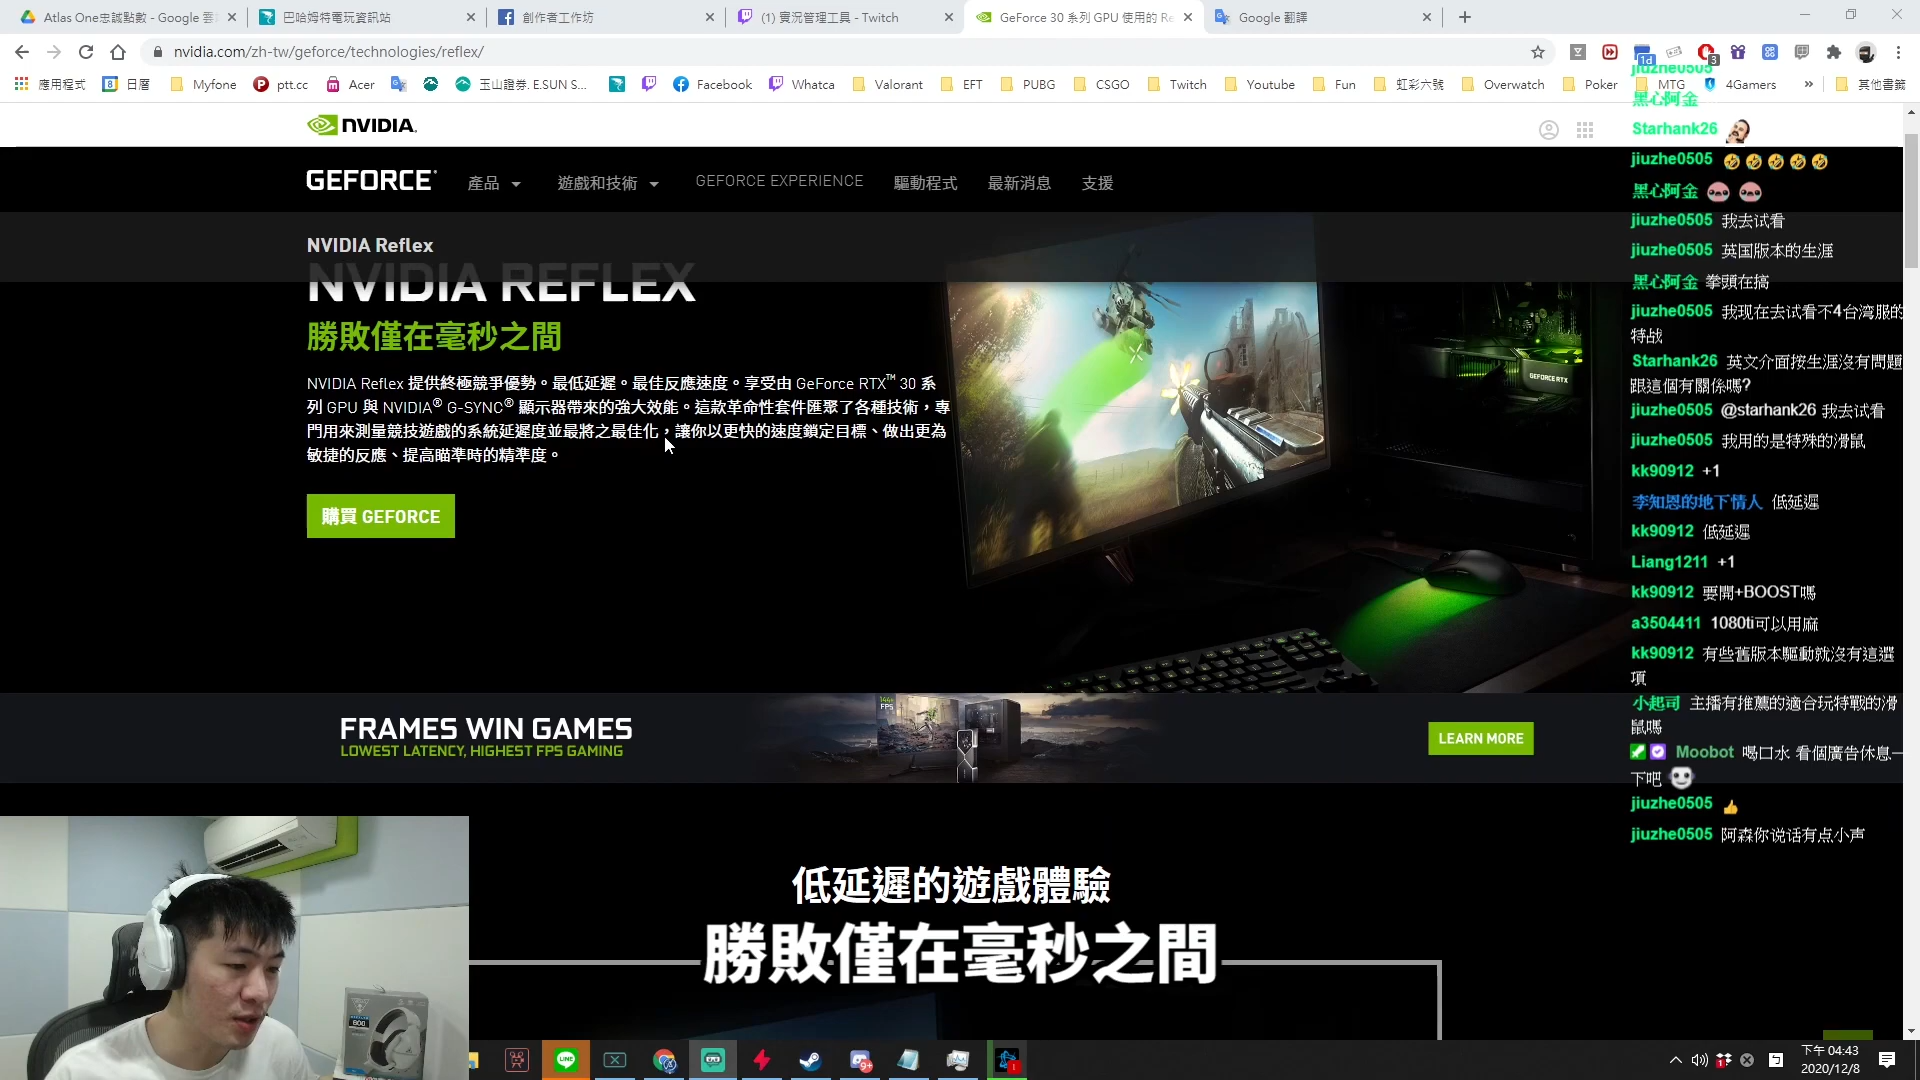 Atlas One忠誠點數 - Google 雲
巴哈姆特電玩資訊站
創作者工作坊
(1) 實況管理工具 - Twitch
GeForce 30 系列 GPU 使用的 Re
Google 翻譯
nvidia.com/zh-tw/geforce/technologies/reflex/
1d
3
應用程式
8
日曆
Myfone
ptt.cc
Acer
玉山證券. E.SUN S...
Facebook
Whatca
Valorant
EFT
PUBG
CSGO
Twitch
Youtube
Fun
虹彩六號
Overwatch
Poker
MTG
4Gamers
其他書籤
NVIDIA.
GEFORCE
產品
遊戲和技術
GEFORCE EXPERIENCE
驅動程式
最新消息
支援
NVIDIA Reflex
NVIDIA REFLEX
勝敗僅在毫秒之間
NVIDIA Reflex 提供終極競爭優勢。最低延遲。最佳反應速度。享受由 GeForce RTX™ 30 系
列 GPU 與 NVIDIA® G-SYNC® 顯示器帶來的強大效能。這款革命性套件匯聚了各種技術，專
門用來測量競技遊戲的系統延遲度並最將之最佳化，讓你以更快的速度鎖定目標、做出更為
敏捷的反應、提高瞄準時的精準度。
購買 GEFORCE
GEFORCE RTX
FRAMES WIN GAMES
LOWEST LATENCY, HIGHEST FPS GAMING
144+
FPS
LEARN MORE
低延遲的遊戲體驗
勝敗僅在毫秒之間
jiuzhe0505
黑心阿金
Starhank26
jiuzhe0505
黑心阿金
jiuzhe0505 我去试看
jiuzhe0505 英国版本的生涯
黑心阿金 拳頭在搞
jiuzhe0505 我现在去试看不4台湾服的
特战
Starhank26 英文介面按生涯沒有問題
跟這個有關係嗎?
jiuzhe0505 @starhank26 我去试看
jiuzhe0505 我用的是特殊的滑鼠
kk90912 +1
李知恩的地下情人 低延遲
kk90912 低延遲
Liang1211 +1
kk90912 要開+BOOST嗎
a3504411 1080ti可以用麻
kk90912 有些舊版本驅動就沒有這選
項
小起司 主播有推薦的適合玩特戰的滑
鼠嗎
Moobot 喝口水 看個廣告休息一
下吧
jiuzhe0505
jiuzhe0505 阿森你说话有点小声
800
LINE
9+
1
下午 04:43
2020/12/8